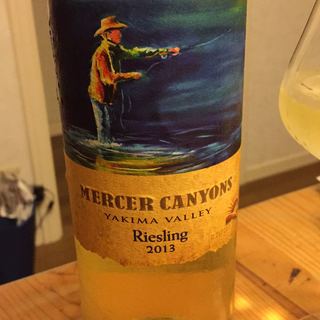 MERCER CANYONS
YAKIMA VALLEY
Riesling
2013